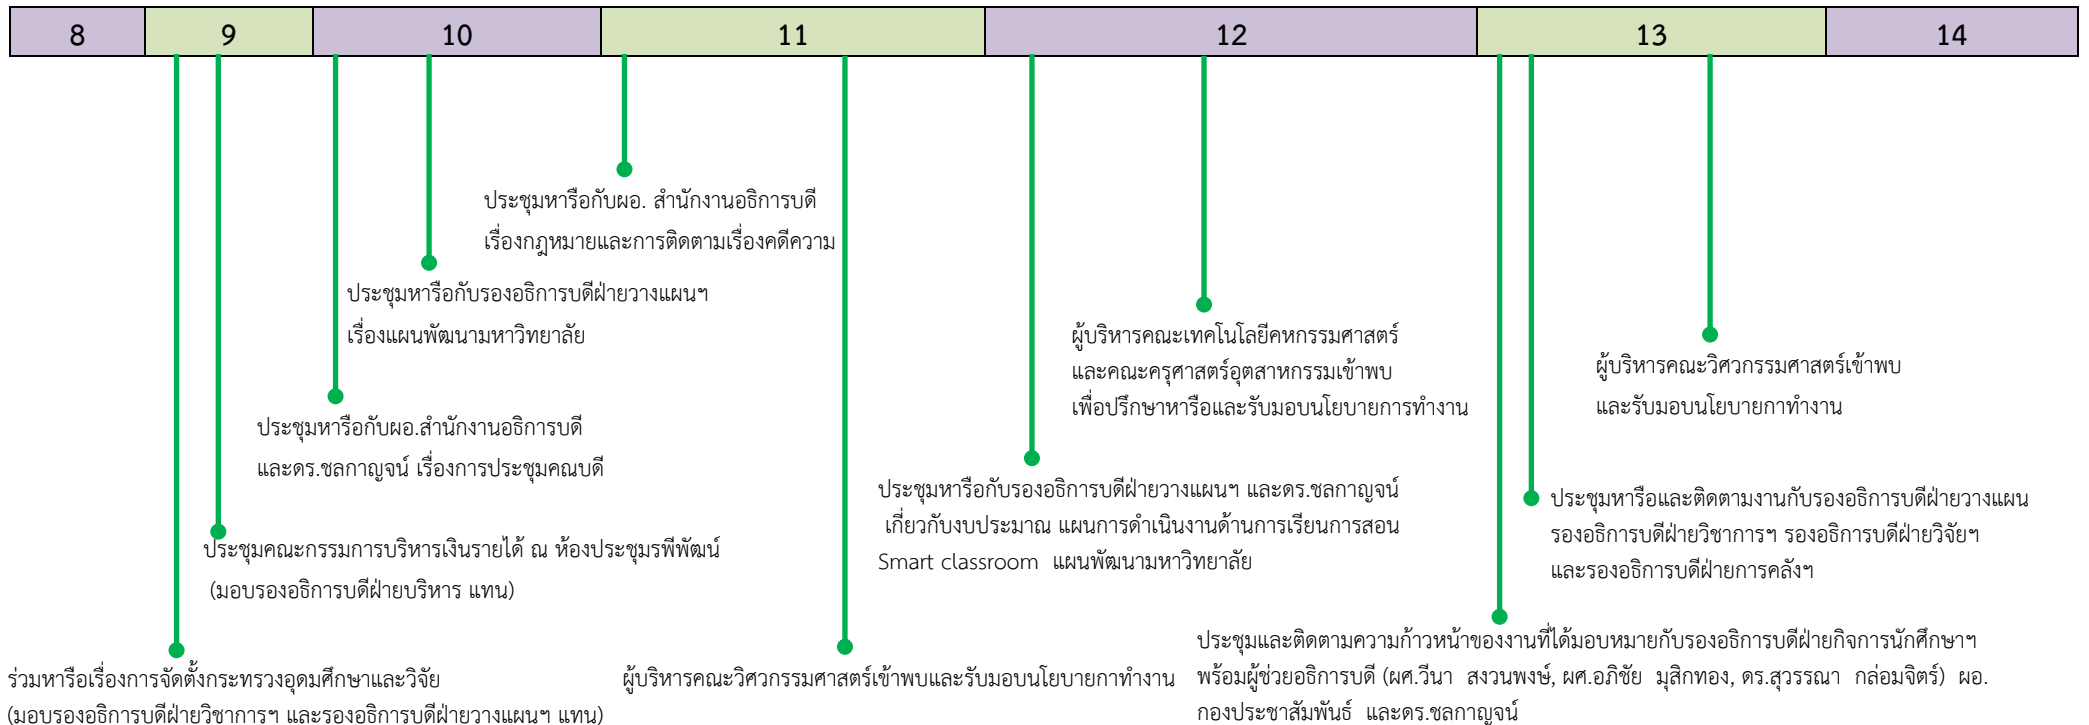 8 9 10 11 12 13 14
ประชุมหารือกับผอ. สำนักงานอธิการบดี
เรื่องกฎหมายและการติดตามเรื่องคดีความ
ประชุมหารือกับรองอธิการบดีฝ่ายวางแผนฯ
เรื่องแผนพัฒนามหาวิทยาลัย
ผู้บริหารคณะเทคโนโลยีคหกรรมศาสตร์
และคณะครุศาสตร์อุตสาหกรรมเข้าพบ
เพื่อปรึกษาหารือและรับมอบนโยบายการทำงาน
ผู้บริหารคณะวิศวกรรมศาสตร์เข้าพบ
และรับมอบนโยบายกาทำงาน
ประชุมหารือกับผอ.สำนักงานอธิการบดี
และดร.ชลกาญจน์ เรื่องการประชุมคณบดี
ประชุมหารือกับรองอธิการบดีฝ่ายวางแผนฯ และดร.ชลกาญจน์
เกี่ยวกับงบประมาณ แผนการดำเนินงานด้านการเรียนการสอน
Smart classroom แผนพัฒนามหาวิทยาลัย
ประชุมหารือและติดตามงานกับรองอธิการบดีฝ่ายวางแผน
รองอธิการบดีฝ่ายวิชาการฯ รองอธิการบดีฝ่ายวิจัยฯ
และรองอธิการบดีฝ่ายการคลังฯ
ประชุมคณะกรรมการบริหารเงินรายได้ ณ ห้องประชุมรพีพัฒน์
(มอบรองอธิการบดีฝ่ายบริหาร แทน)
ร่วมหารือเรื่องการจัดตั้งกระทรวงอุดมศึกษาและวิจัย
(มอบรองอธิการบดีฝ่ายวิชาการฯ และรองอธิการบดีฝ่ายวางแผนฯ แทน)
ผู้บริหารคณะวิศวกรรมศาสตร์เข้าพบและรับมอบนโยบายกาทำงาน
ประชุมและติดตามความก้าวหน้าของงานที่ได้มอบหมายกับรองอธิการบดีฝ่ายกิจการนักศึกษาฯ
พร้อมผู้ช่วยอธิการบดี (ผศ.วีนา สงวนพงษ์, ผศ.อภิชัย มุสิกทอง, ดร.สุวรรณา กล่อมจิตร์) ผอ.
กองประชาสัมพันธ์ และดร.ชลกาญจน์